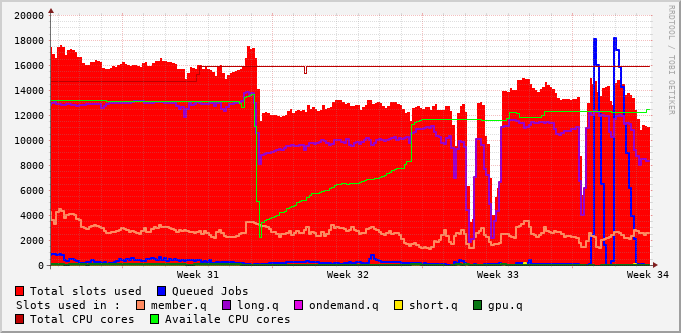 20000
18000
16000
14000
12000
10000
8000
6000
4000
2000
0
Week 31 Week 32 Week 33 Week 34
RRDTOOL / TOBI OETIKER
Total slots used Queued Jobs
Slots used in : member.q long.q ondemand.q short.q gpu.q
Total CPU cores Availale CPU cores